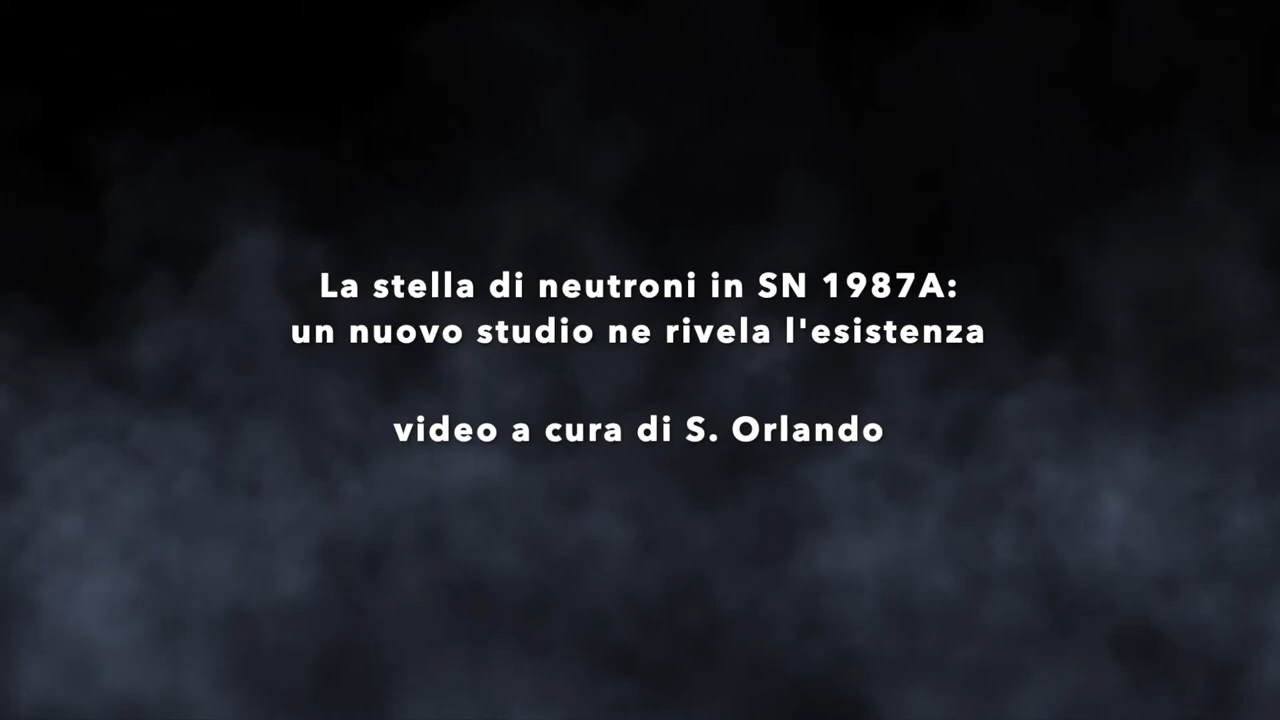 La stella di neutroni in SN 1987A:
un nuovo studio ne rivela l'esistenza
video a cura di S. Orlando